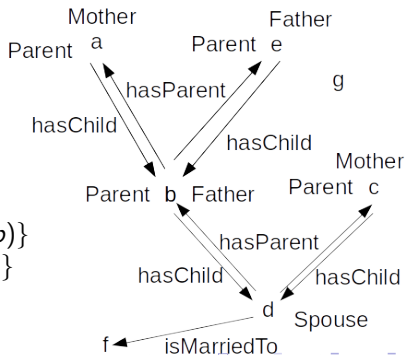 Mother
Father
Parent a
Parent e
g
hasParent
hasChild
hasChild
Mother
Parent b Father
Parent c
)}
}
hasParent
hasChild
hasChild
d Spouse
f
isMarriedTo